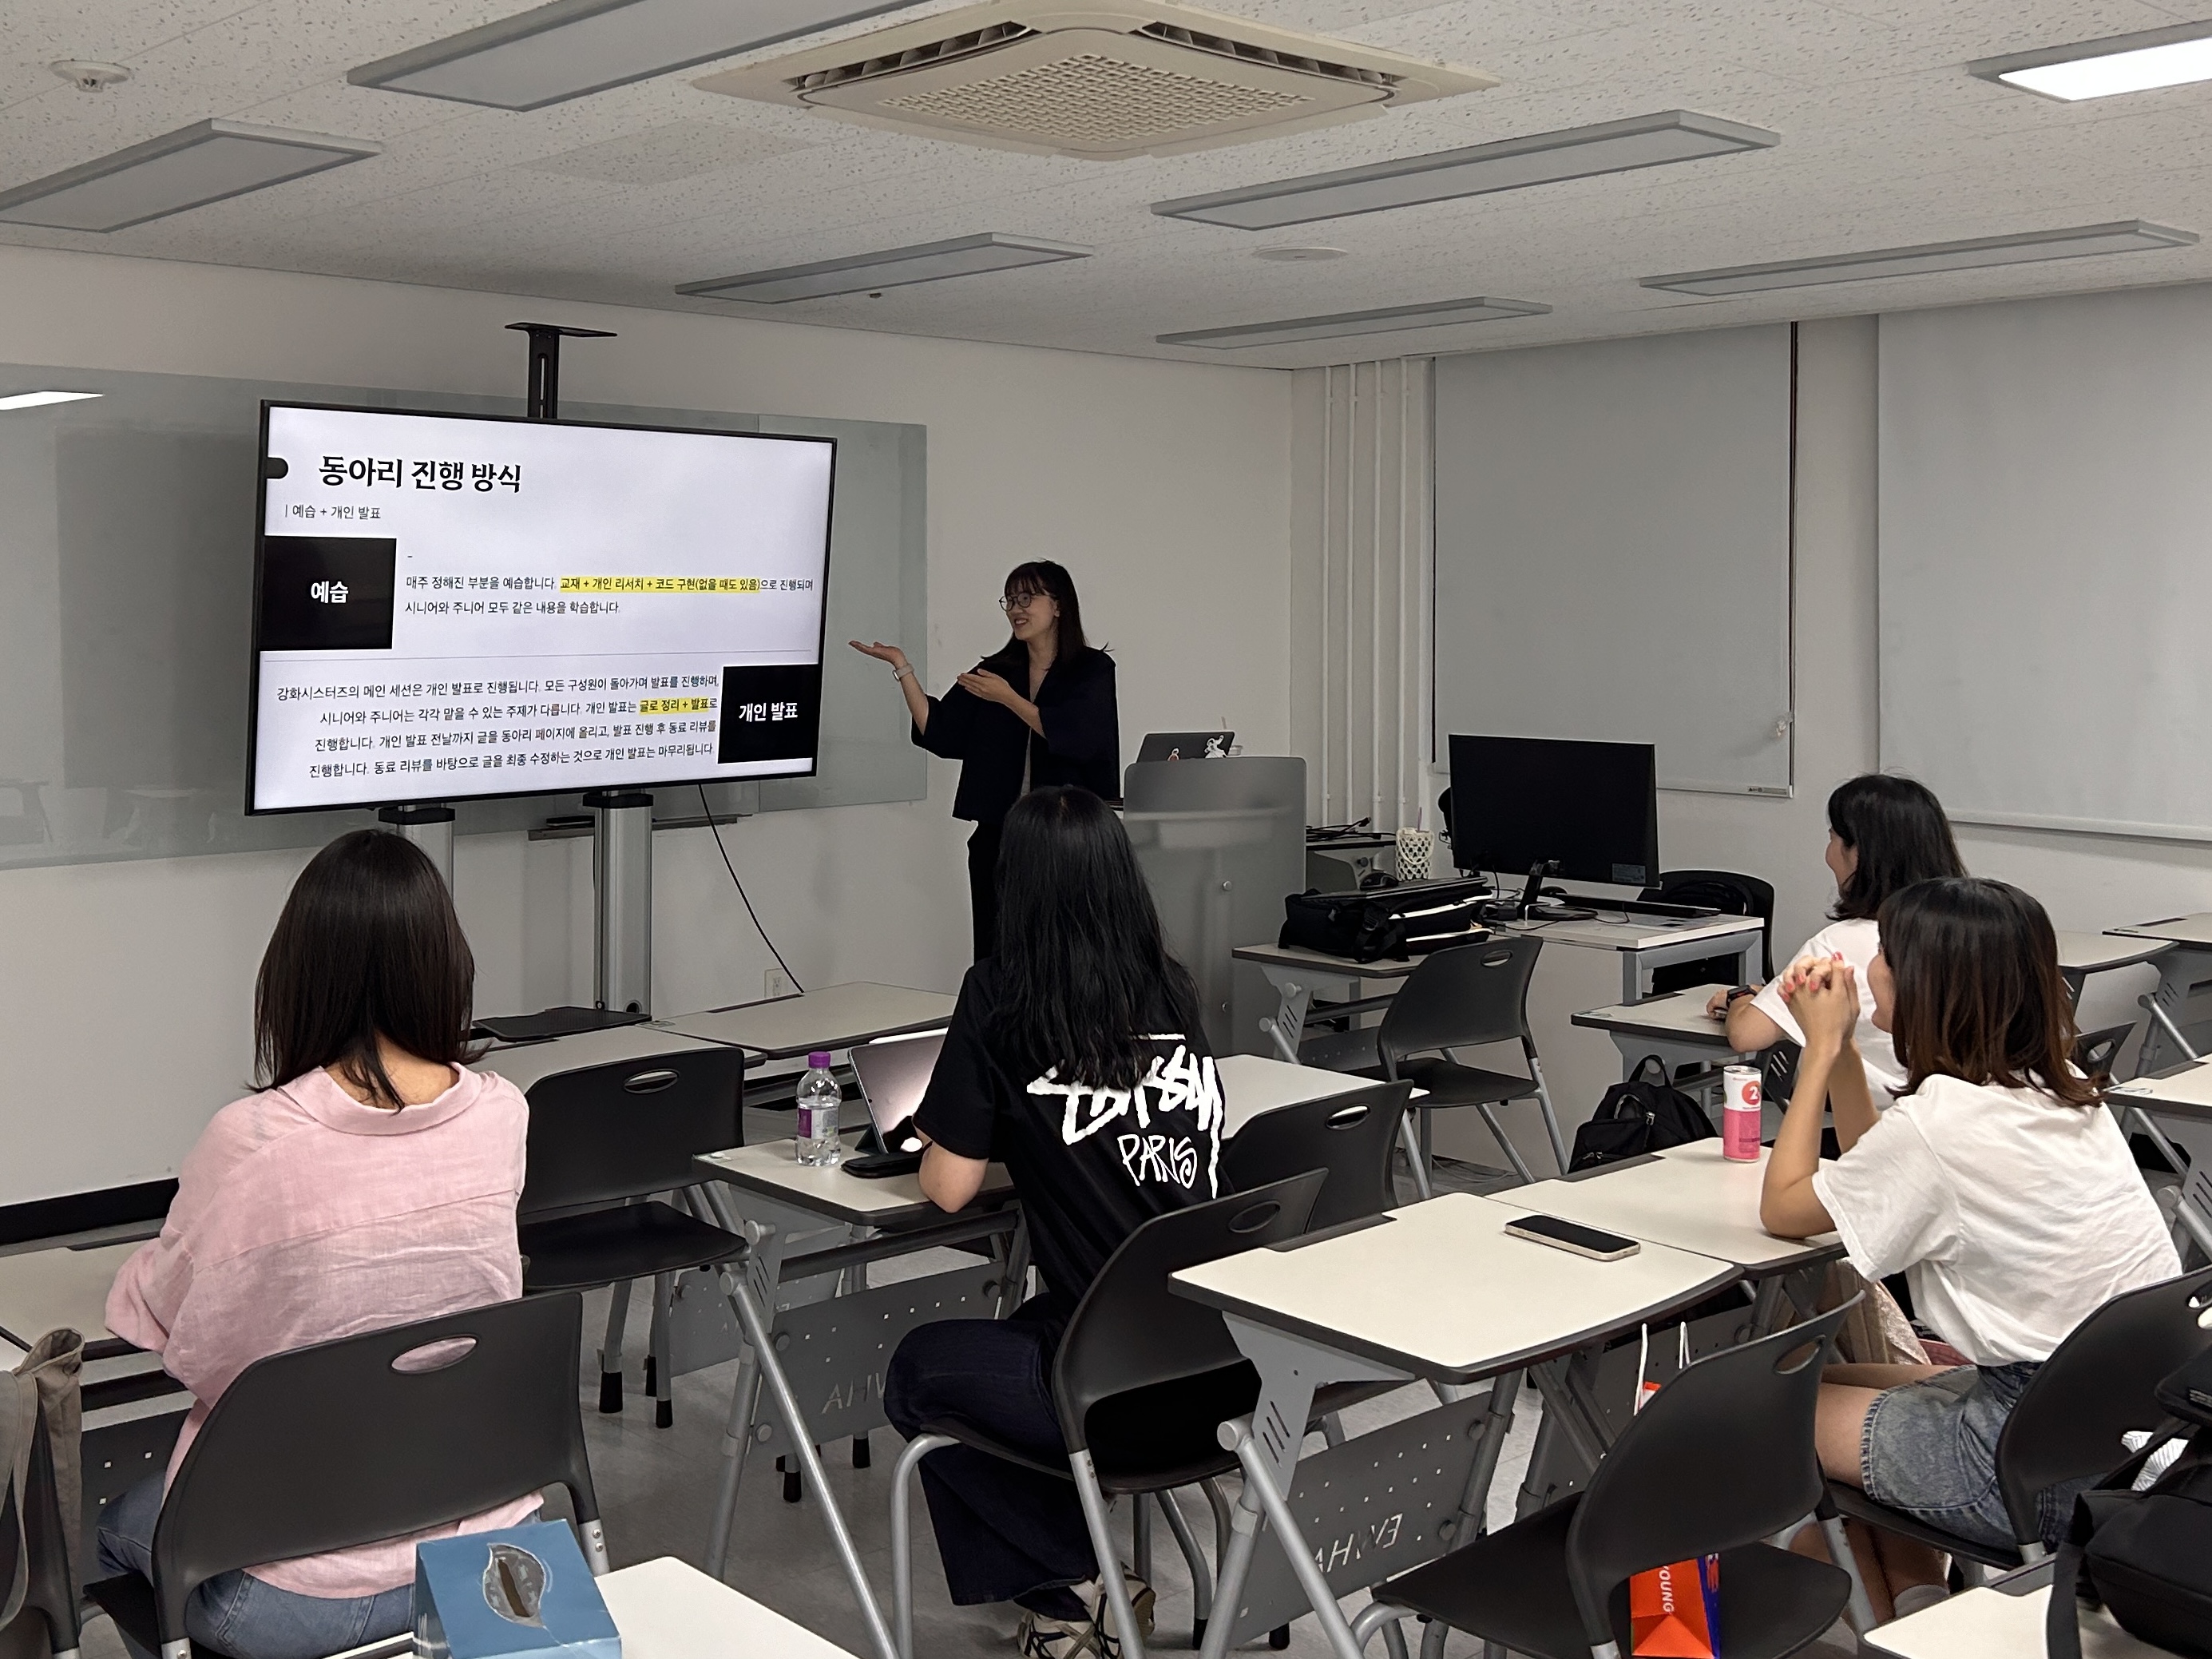 동아리 진행 방식
| 예습 + 개인 발표
예습
매주 정해진 부분을 예습합니다. 교재 + 개인 리서치 + 코드 구현(없을 때도 있음)으로 진행되며
시니어와 주니어 모두 같은 내용을 학습합니다.
강화시스터즈의 메인 세션은 개인 발표로 진행됩니다. 모든 구성원이 돌아가며 발표를 진행하며,
시니어와 주니어는 각각 맡을 수 있는 주제가 다릅니다. 개인 발표는 글로 정리 + 발표로
진행합니다. 개인 발표 전날까지 글을 동아리 페이지에 올리고, 발표 진행 후 동료 리뷰를
진행합니다. 동료 리뷰를 바탕으로 글을 최종 수정하는 것으로 개인 발표는 마무리됩니다.
개인 발표
PARIS
2
EWHA
YOUNG